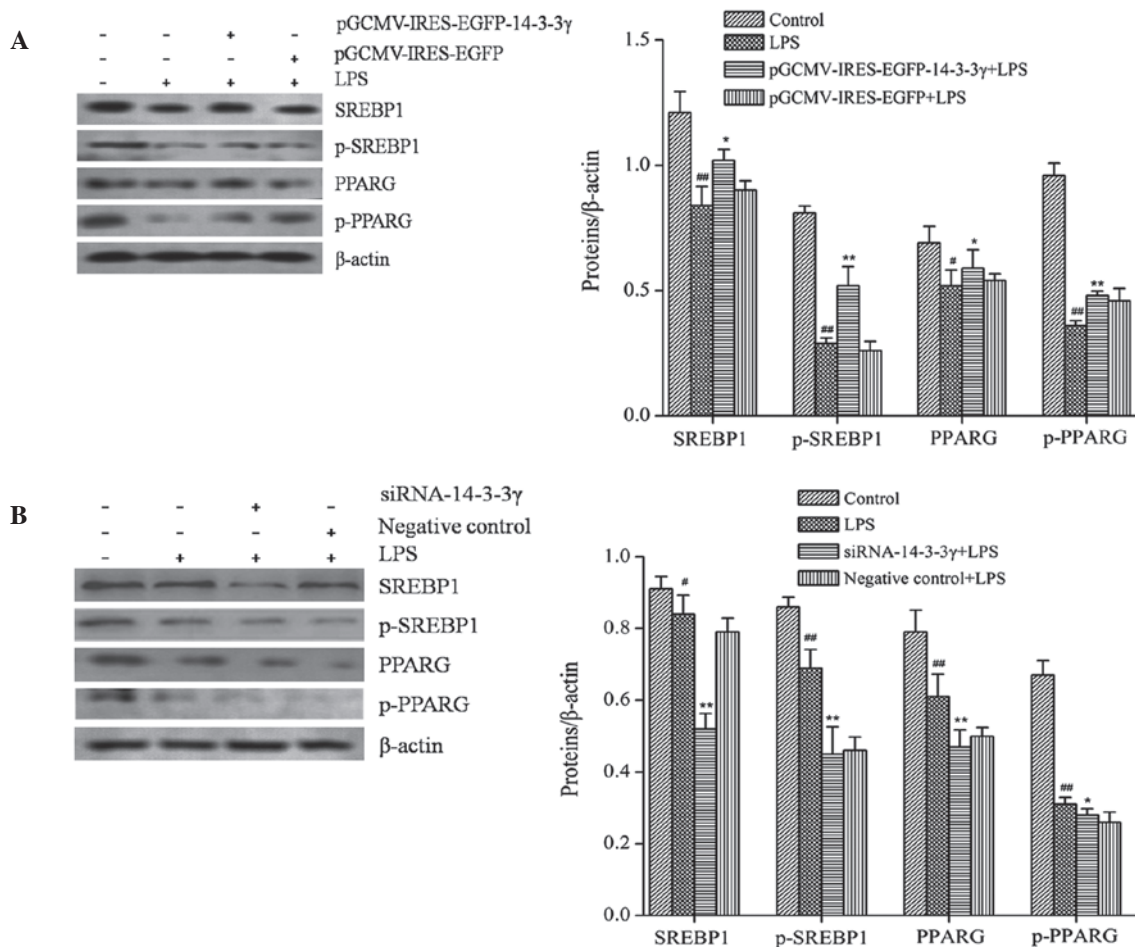 A
- - + - pGCMV-IRES-EGFP-14-3-3γ
- - - + pGCMV-IRES-EGFP
- + + + LPS
SREBP1
p-SREBP1
PPARG
p-PPARG
β-actin
Control
LPS
pGCMV-IRES-EGFP-14-3-3γ+LPS
pGCMV-IRES-EGFP+LPS
Proteins/β-actin
1.5
1.0
0.5
0.0
## *
## **
# *
## **
SREBP1 p-SREBP1 PPARG p-PPARG
B
- - + - siRNA-14-3-3γ
- - - + Negative control
- + + + LPS
SREBP1
p-SREBP1
PPARG
p-PPARG
β-actin
Control
LPS
siRNA-14-3-3γ+LPS
Negative control+LPS
Proteins/β-actin
1.0
0.8
0.6
0.4
0.2
0.0
# **
## **
## **
## *
SREBP1 p-SREBP1 PPARG p-PPARG